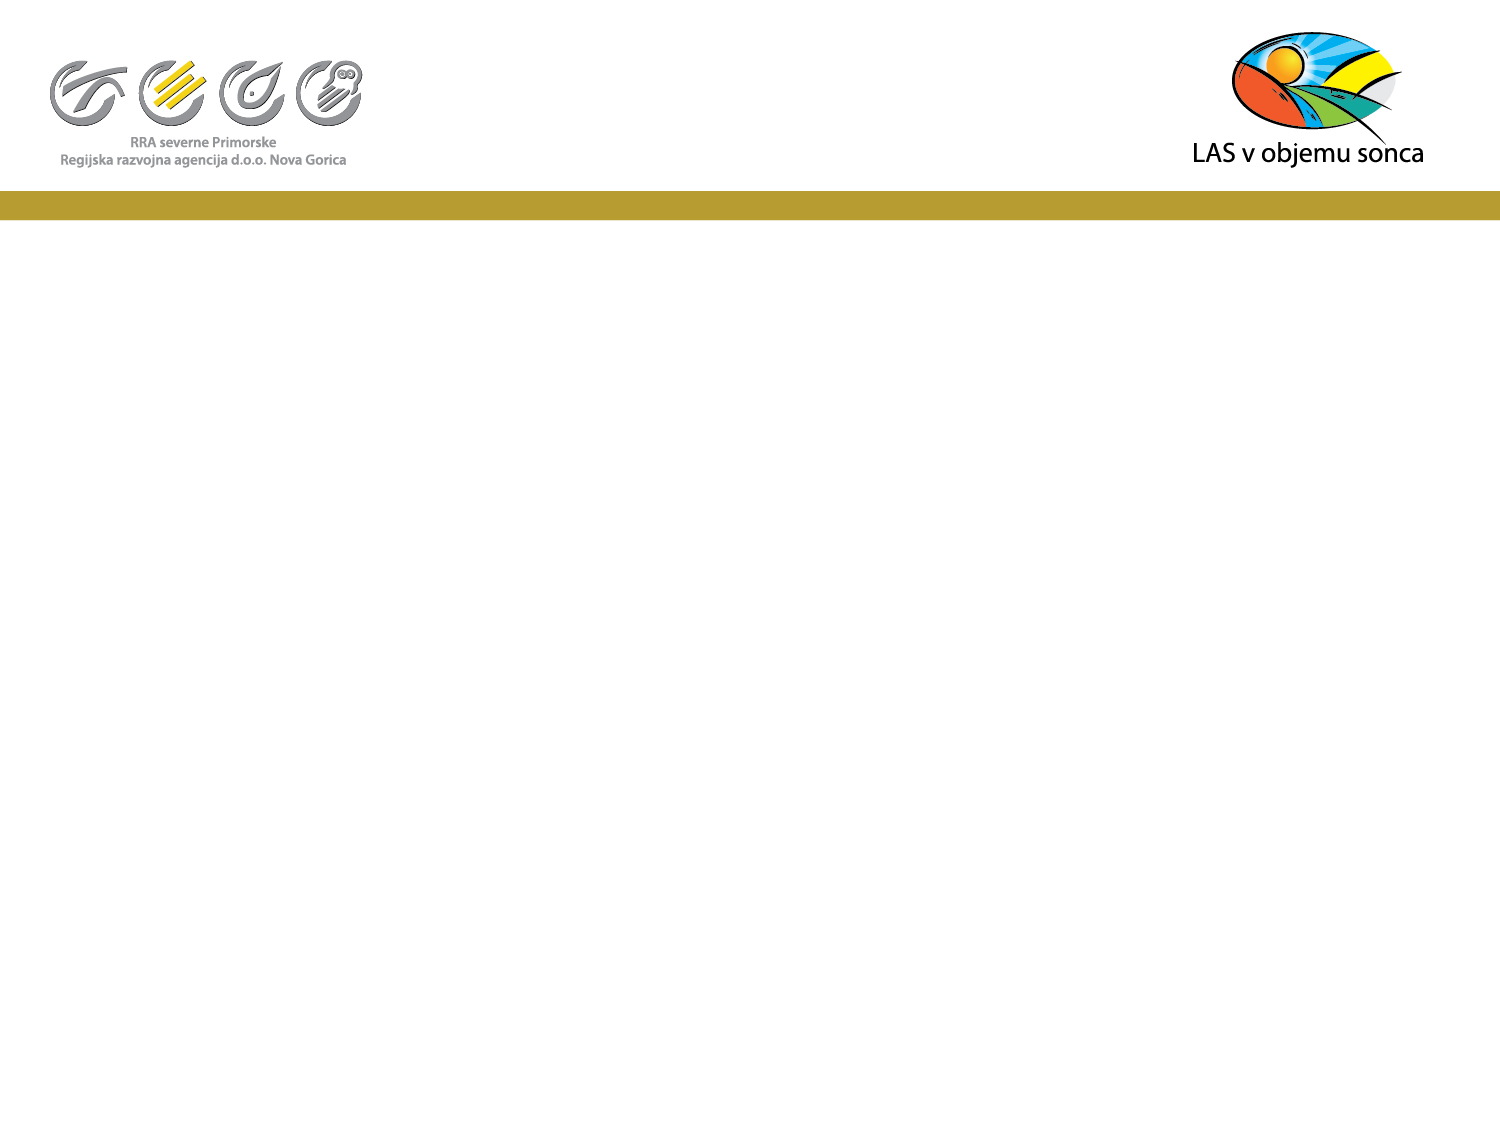 RRA severne Primorske
Regijska razvojna agencija d.o.o. Nova Gorica
LAS v objemu sonca